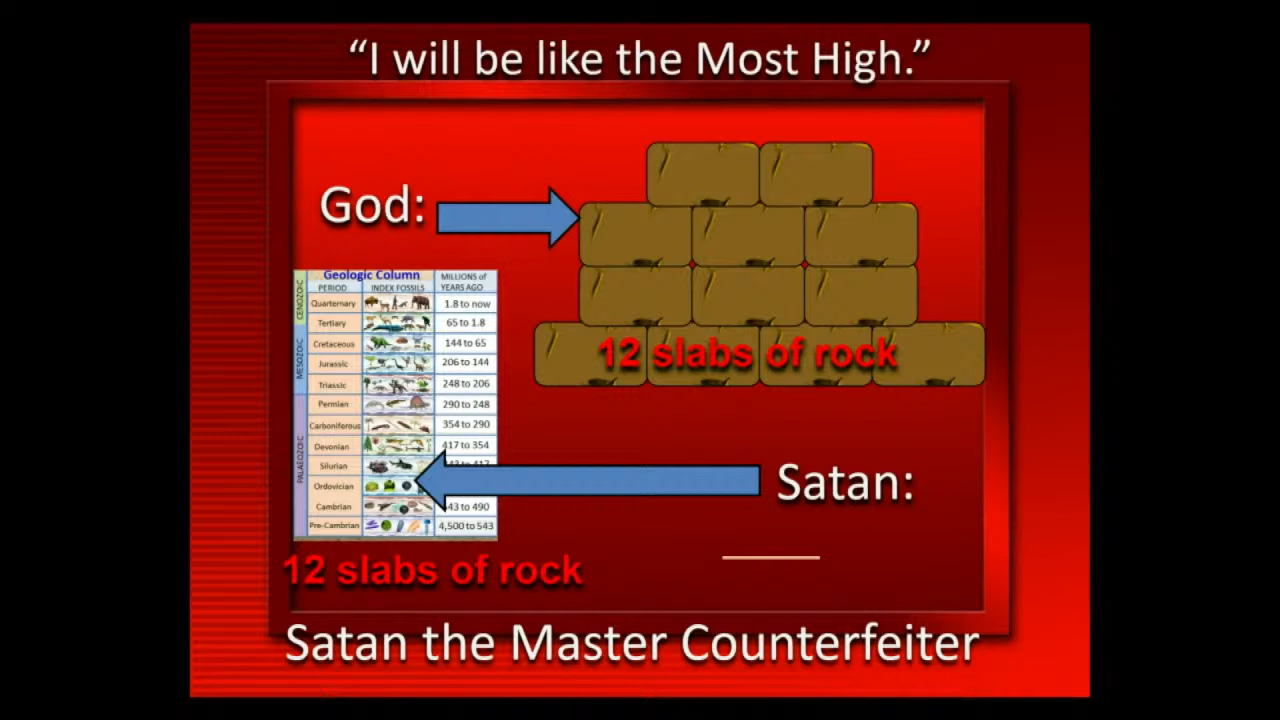 “I will be like the Most High.”
God:
12 slabs of rock
Geologic Column
MILLIONS of
PERIOD INDEX FOSSILS YEARS AGO
CENOZOIC
Quarternary 1.8 to now
Tertiary 65 to 1.8
MESOZOIC
Cretaceous 144 to 65
Jurassic 206 to 144
Triassic 248 to 206
PALAEOZOIC
Permian 290 to 248
Carboniferous 354 to 290
Devonian 417 to 354
Silurian
Ordovician
Cambrian 43 to 490
Pre-Cambrian 4,500 to 543
Satan:
12 slabs of rock
Satan the Master Counterfeiter